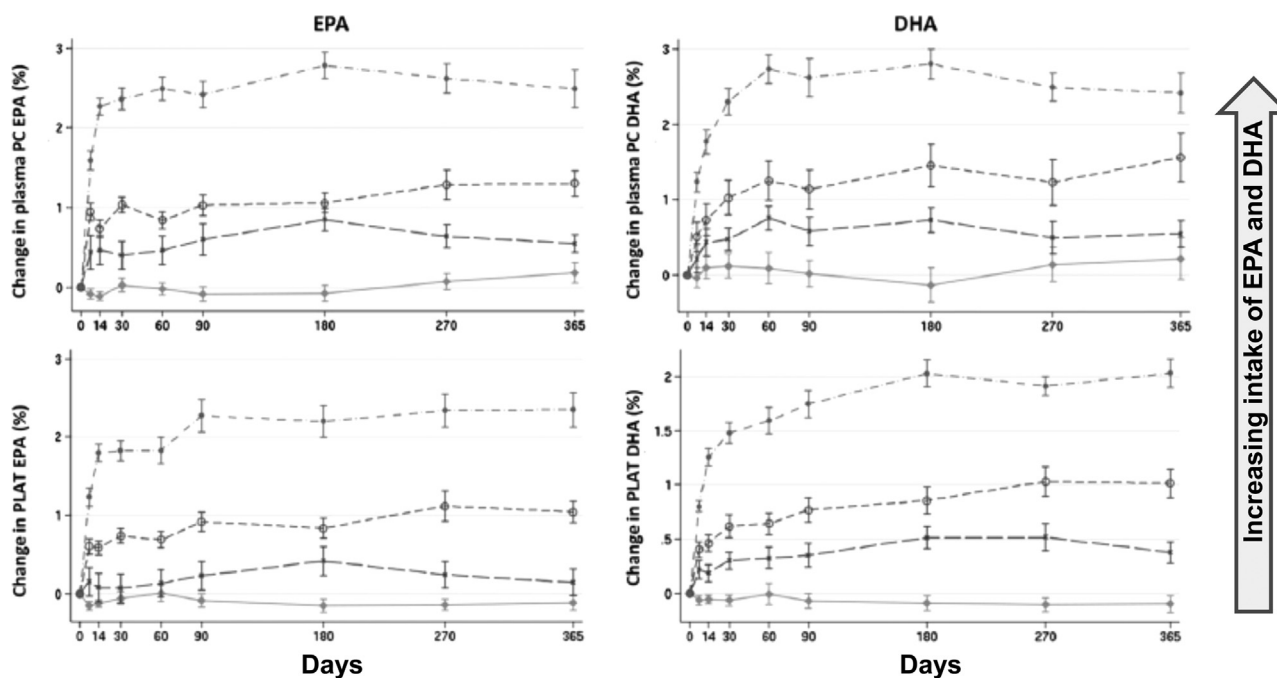 EPA
DHA
Change in plasma PC EPA (%)
3
2
1
0
0 14 30 60 90 180 270 365
Change in plasma PC DHA (%)
3
2
1
0
0 14 30 60 90 180 270 365
Change in PLAT EPA (%)
3
2
1
0
0 14 30 60 90 180 270 365
Days
Change in PLAT DHA (%)
2
1.5
1
.5
0
0 14 30 60 90 180 270 365
Days
Increasing intake of EPA and DHA